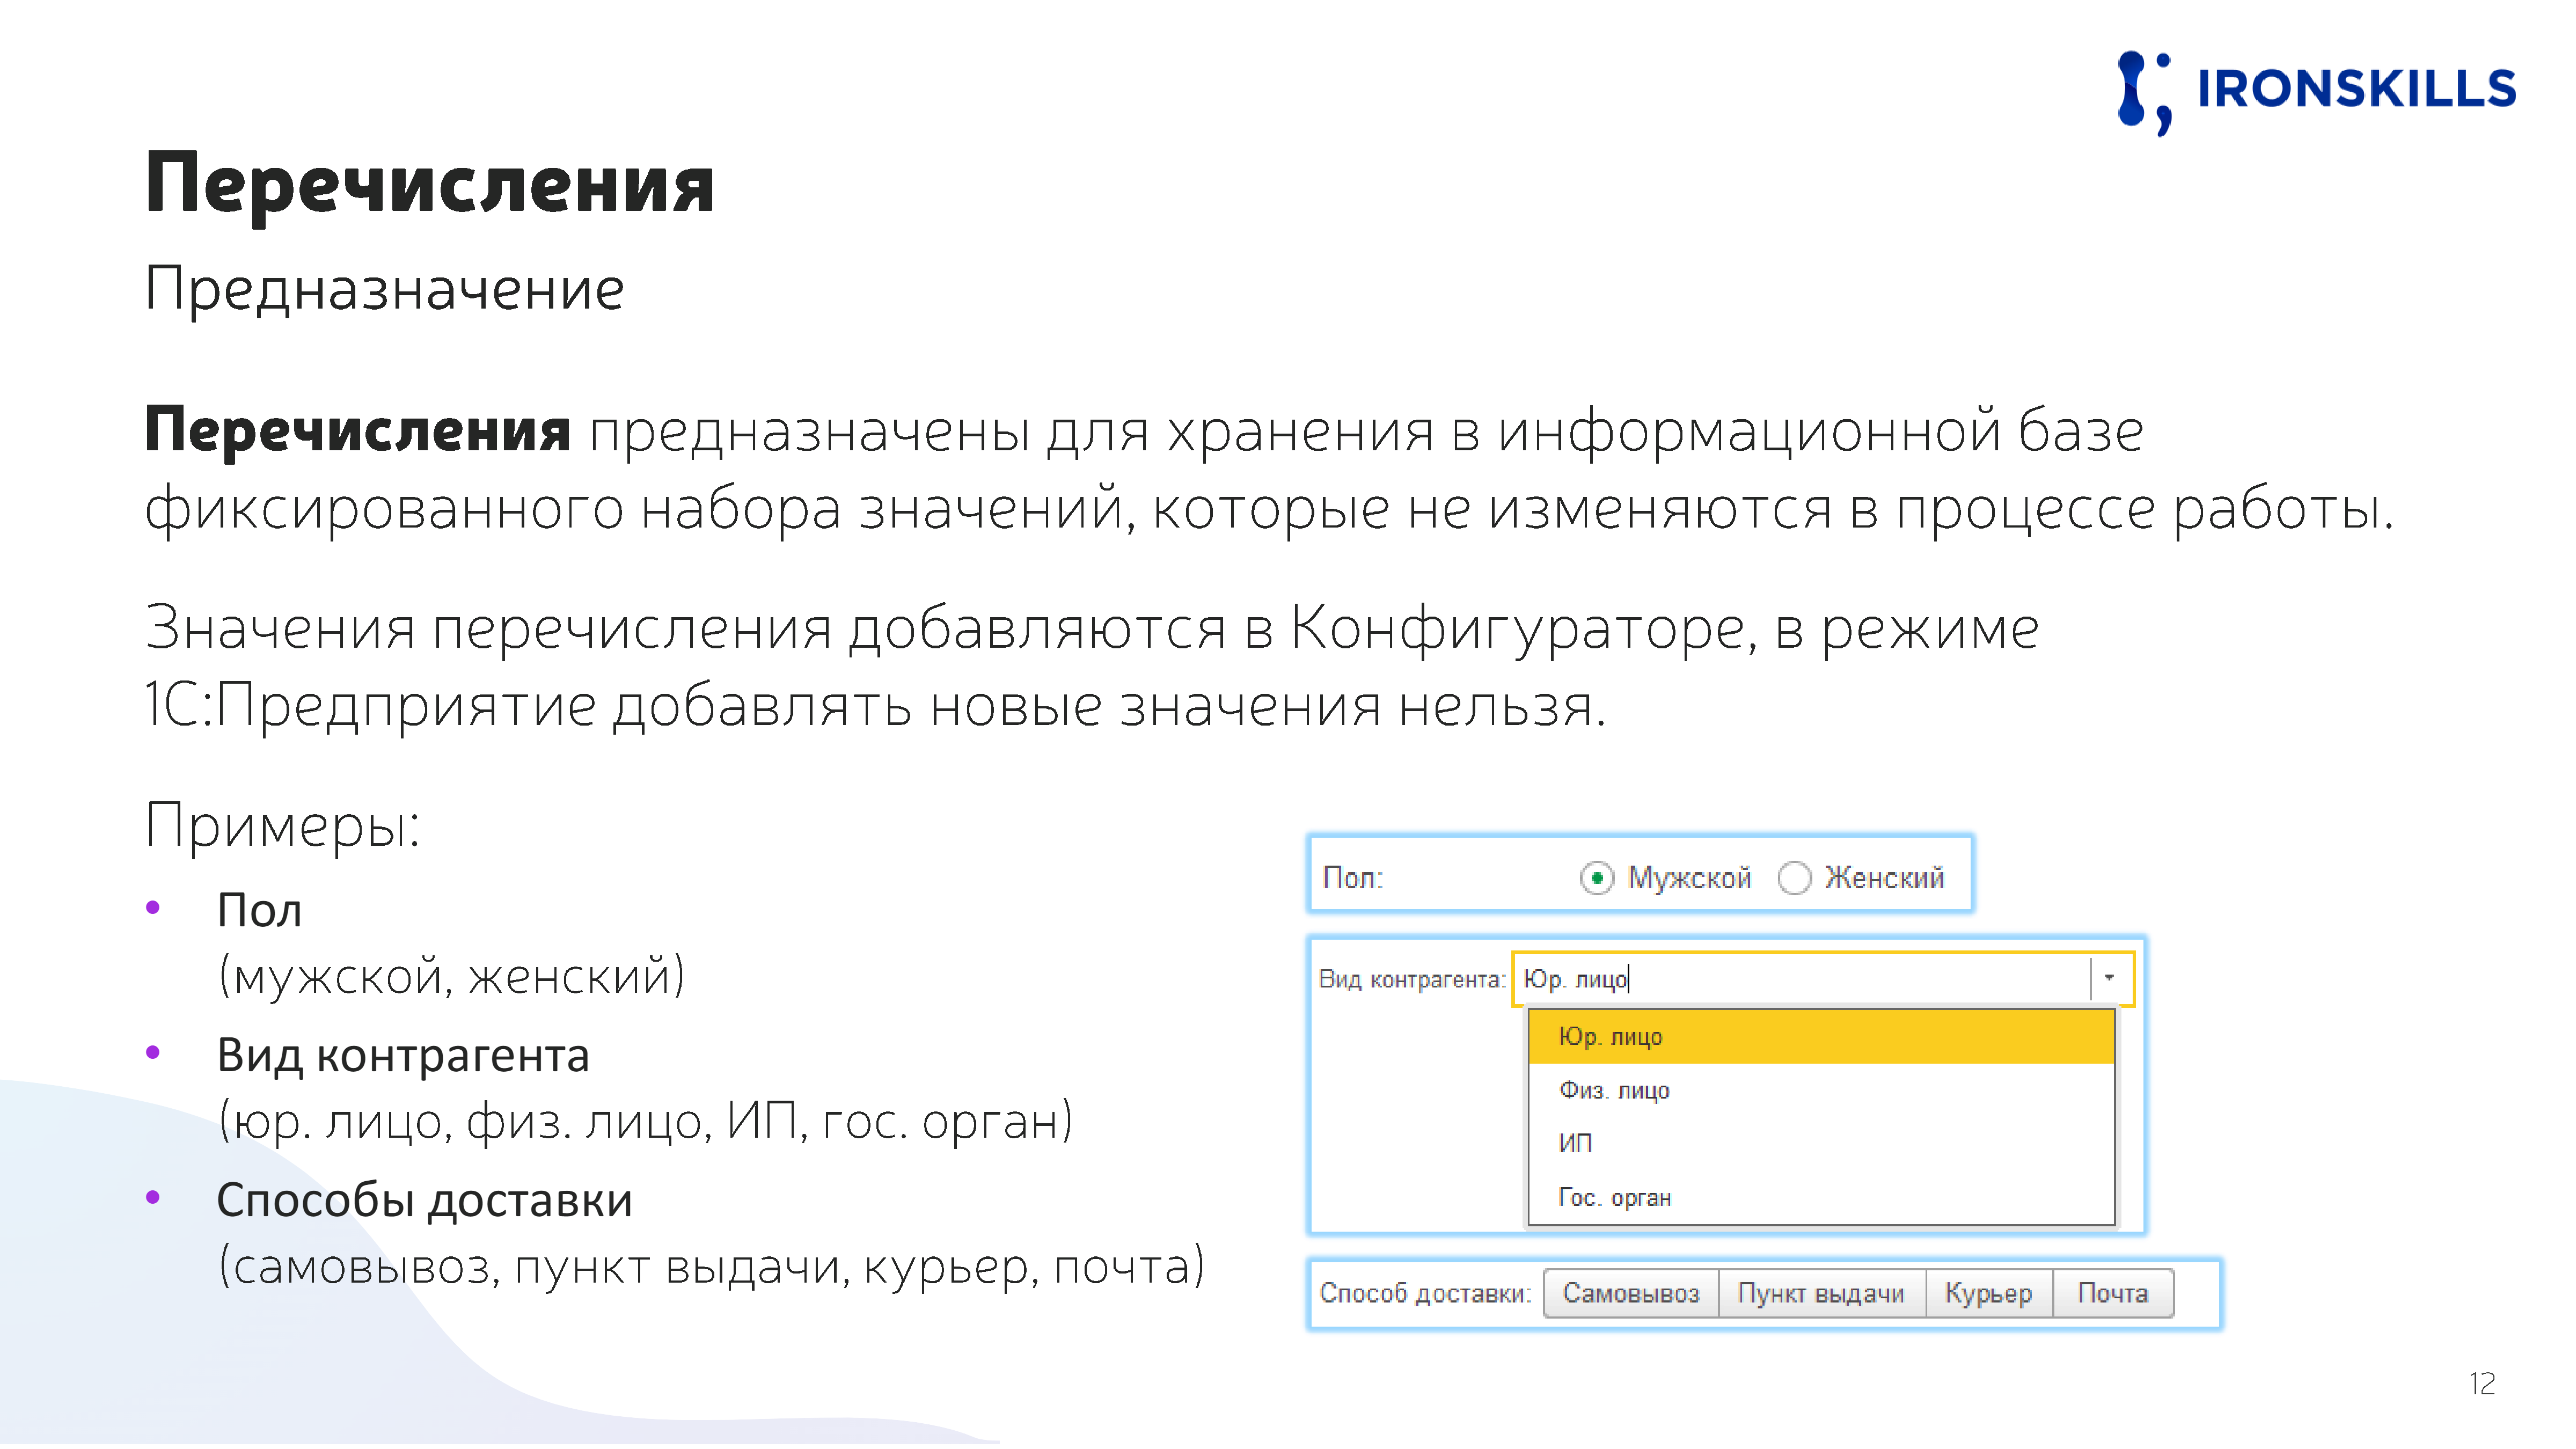 IRONSKILLS
Перечисления
Предназначение
Перечисления предназначены для хранения в информационной базе
фиксированного набора значений, которые не изменяются в процессе работы.
Значения перечисления добавляются в Конфигураторе, в режиме
1С:Предприятие добавлять новые значения нельзя.
Примеры:
• Пол
(мужской, женский)
• Вид контрагента
(юр. лицо, физ. лицо, ИП, гос. орган)
• Способы доставки
(самовывоз, пункт выдачи, курьер, почта)
Пол: Мужской Женский
Вид контрагента: Юр. лицо
Юр. лицо
Физ. лицо
ИП
Гос. орган
Способ доставки: Самовывоз Пункт выдачи Курьер Почта
12